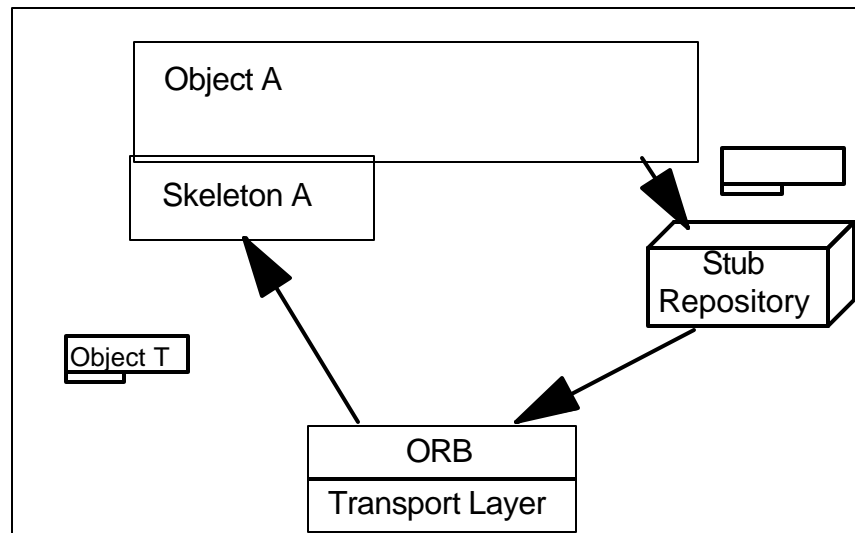 Object A
Skeleton A
Stub
Repository
Object T
ORB
Transport Layer